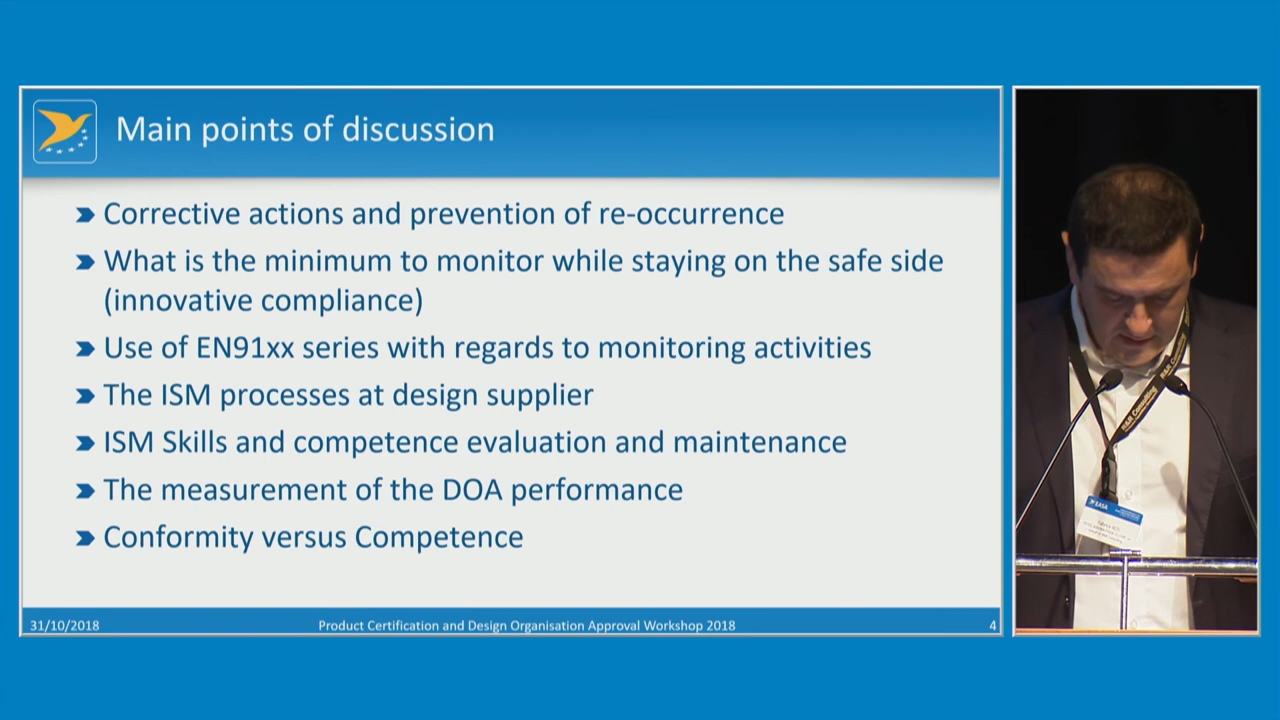 Main points of discussion
Corrective actions and prevention of re-occurrence
What is the minimum to monitor while staying on the safe side
(innovative compliance)
Use of EN91xx series with regards to monitoring activities
The ISM processes at design supplier
ISM Skills and competence evaluation and maintenance
The measurement of the DOA performance
Conformity versus Competence
31/10/2018
Product Certification and Design Organisation Approval Workshop 2018
4
R&R Consulting
R&R Consulting
EASA